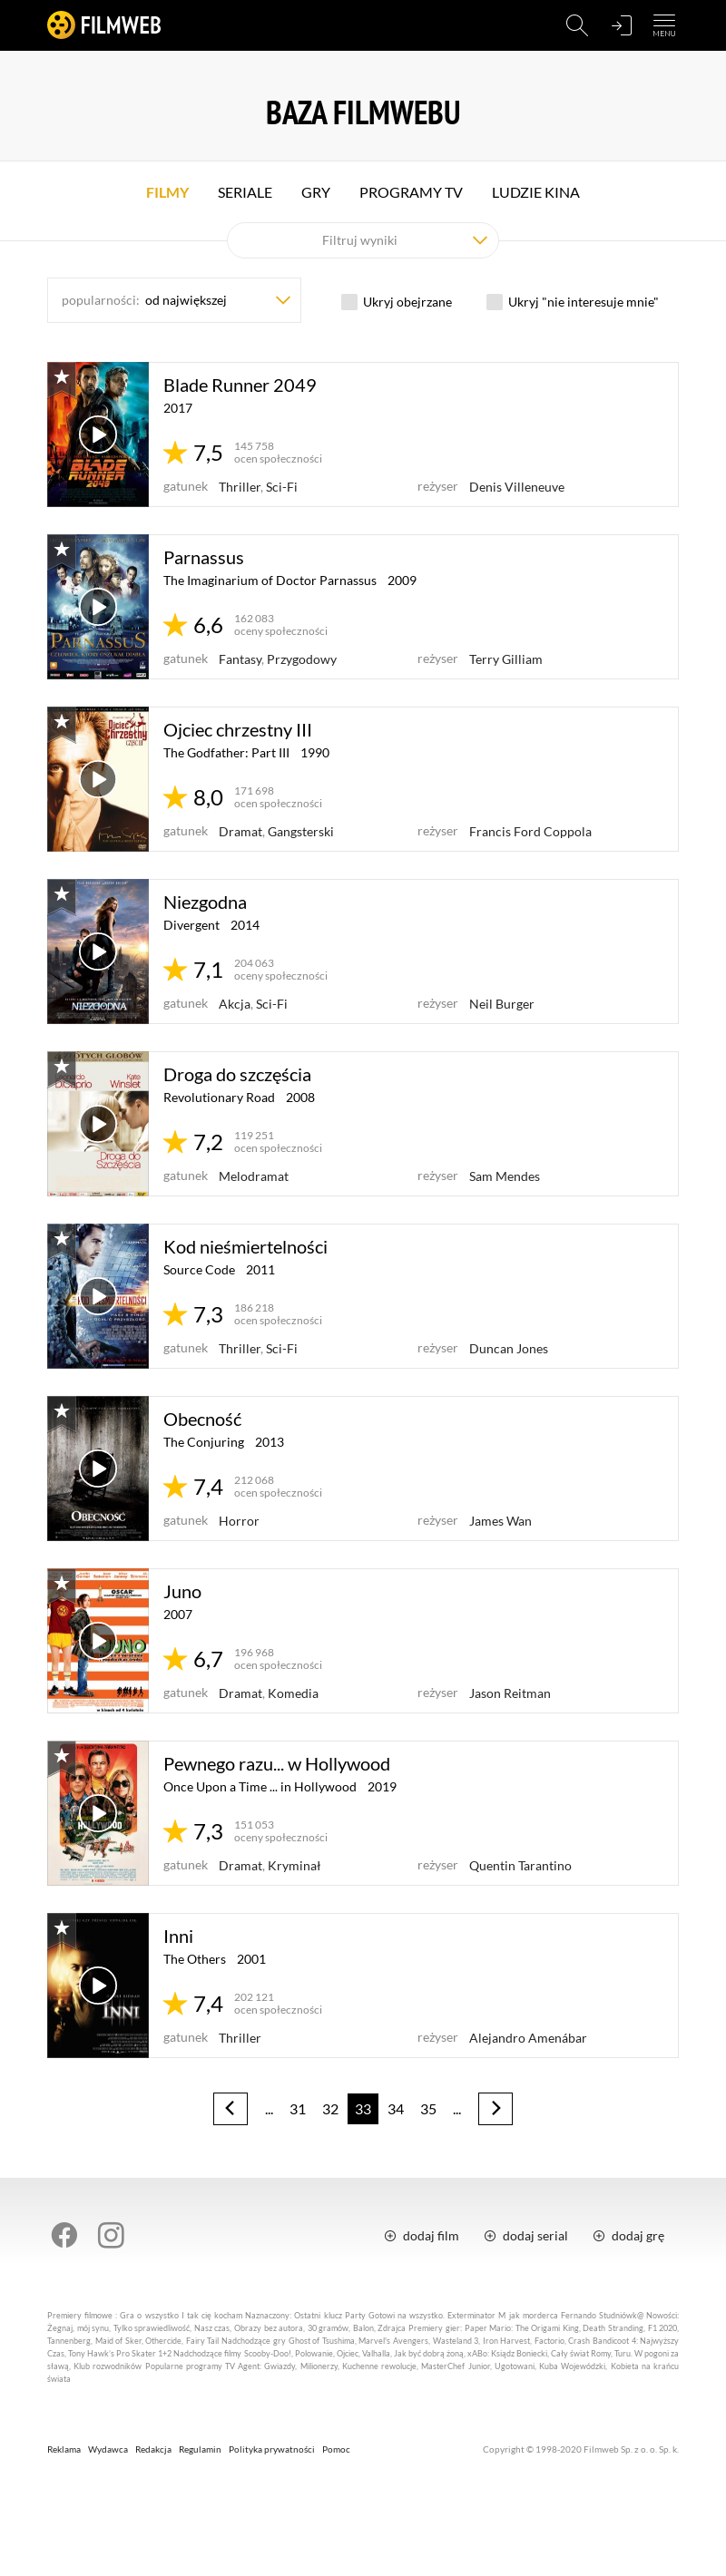 FILMWEB
MENU
BAZA FILMWEBU
FILMY SERIALE GRY PROGRAMY TV LUDZIE KINA
Filtruj wyniki
popularności: od największej
Ukryj obejrzane
Ukryj "nie interesuje mnie"
BLADE RUNNER 2049
Blade Runner 2049
2017
7,5
145 758
ocen społeczności
gatunek Thriller, Sci-Fi
reżyser Denis Villeneuve
PARNASSUS
Parnassus
The Imaginarium of Doctor Parnassus 2009
6,6
162 083
oceny społeczności
gatunek Fantasy, Przygodowy
reżyser Terry Gilliam
Ojciec Chrzestny
Ojciec chrzestny III
The Godfather: Part III 1990
8,0
171 698
ocen społeczności
gatunek Dramat, Gangsterski
reżyser Francis Ford Coppola
NIEZGODNA
Niezgodna
Divergent 2014
7,1
204 063
oceny społeczności
gatunek Akcja, Sci-Fi
reżyser Neil Burger
DiCaprio
Kate Winslet
Droga do Szczęścia
Droga do szczęścia
Revolutionary Road 2008
7,2
119 251
ocen społeczności
gatunek Melodramat
reżyser Sam Mendes
Kod nieśmiertelności
Source Code 2011
7,3
186 218
ocen społeczności
gatunek Thriller, Sci-Fi
reżyser Duncan Jones
OBECNOŚĆ
Obecność
The Conjuring 2013
7,4
212 068
ocen społeczności
gatunek Horror
reżyser James Wan
OSCAR
Juno
2007
6,7
196 968
ocen społeczności
gatunek Dramat, Komedia
reżyser Jason Reitman
HOLLYWOOD
Pewnego razu... w Hollywood
Once Upon a Time ... in Hollywood 2019
7,3
151 053
oceny społeczności
gatunek Dramat, Kryminał
reżyser Quentin Tarantino
INNI
Inni
The Others 2001
7,4
202 121
ocen społeczności
gatunek Thriller
reżyser Alejandro Amenábar
... 31 32 33 34 35 ...
dodaj film dodaj serial dodaj grę
Premiery filmowe : Gra o wszystko I tak cię kocham Naznaczony: Ostatni klucz Party Gotowi na wszystko. Exterminator M jak morderca Fernando Studniówk@ Nowości:
Żegnaj, mój synu, Tylko sprawiedliwość, Nasz czas, Obrazy bez autora, 30 gramów, Balon, Zdrajca Premiery gier: Paper Mario: The Origami King, Death Stranding, F1 2020,
Tannenberg, Maid of Sker, Othercide, Fairy Tail Nadchodzące gry Ghost of Tsushima, Marvel's Avengers, Wasteland 3, Iron Harvest, Factorio, Crash Bandicoot 4: Najwyższy
Czas, Tony Hawk's Pro Skater 1+2 Nadchodzące filmy Scooby-Doo!, Polowanie, Ojciec, Valhalla, Jak być dobrą żoną, xABo: Ksiądz Boniecki, Cały świat Romy, Turu. W pogoni za
sławą, Klub rozwodników Popularne programy TV Agent: Gwiazdy, Milionerzy, Kuchenne rewolucje, MasterChef Junior, Ugotowani, Kuba Wojewódzki, Kobieta na krańcu
świata
Reklama Wydawca Redakcja Regulamin Polityka prywatności Pomoc
Copyright © 1998-2020 Filmweb Sp. z o. o. Sp. k.